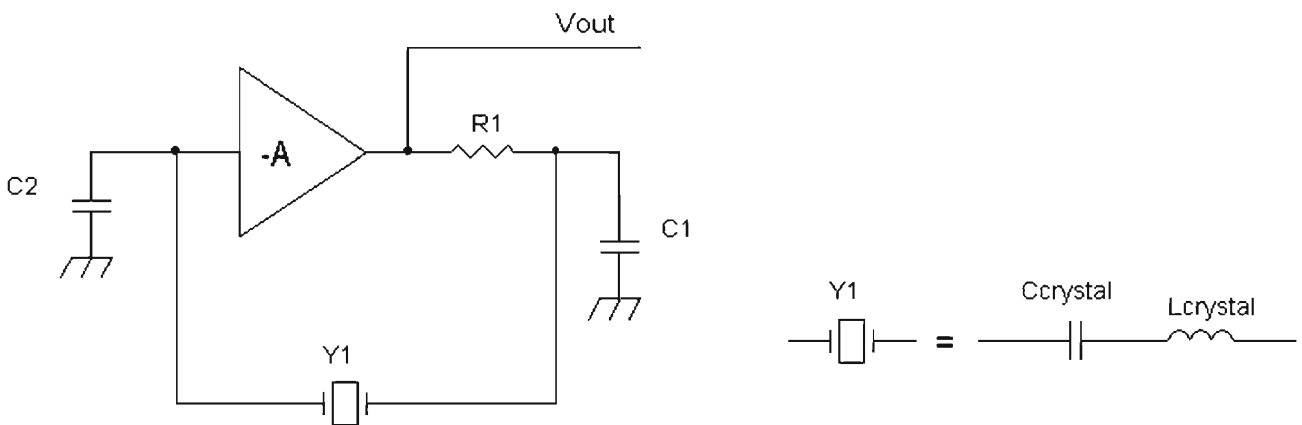 Vout
R1
-A
C2
C1
Y1
Y1
=
Ccrystal
Lcrystal